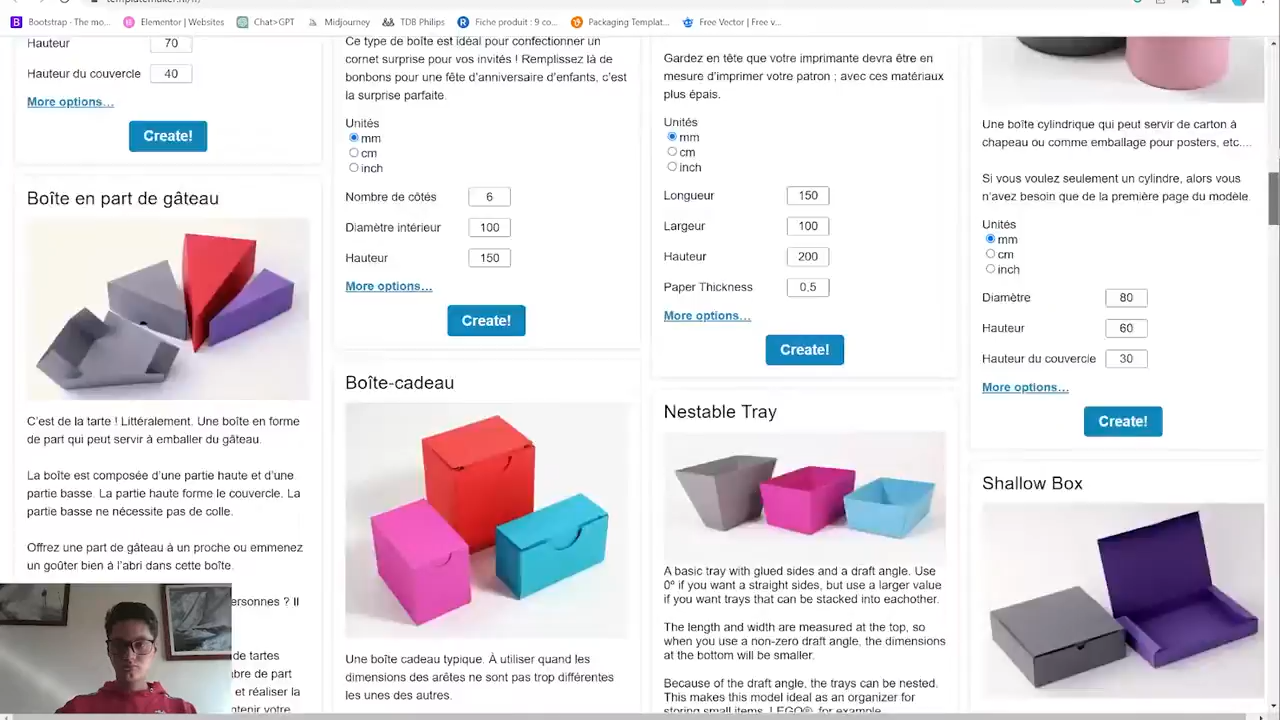 Bootstrap · The mo...
Elementor | Websites
Chat>GPT
Midjourney
TDB Philips
Fiche produit : 9 co...
Packaging Templat...
Free Vector | Free v...
Hauteur
70
Hauteur du couvercle
40
More options…
Create!
Boîte en part de gâteau
C’est de la tarte ! Littéralement. Une boîte en forme
de part qui peut servir à emballer du gâteau.
La boîte est composée d’une partie haute et d’une
partie basse. La partie haute forme le couvercle. La
partie basse ne nécessite pas de colle.
Offrez une part de gâteau à un proche ou emmenez
un goûter bien à l’abri dans cette boîte.
ersonnes ? Il
de tartes
de part
et réaliser la
votre
Ce type de boîte est idéal pour confectionner un
cornet surprise pour vos invités ! Remplissez là de
bonbons pour une fête d’anniversaire d’enfants, c’est
la surprise parfaite.
Unités
mm
cm
inch
Nombre de côtés
6
Diamètre intérieur
100
Hauteur
150
More options…
Create!
Boîte-cadeau
Une boîte cadeau typique. À utiliser quand les
dimensions des arêtes ne sont pas trop différentes
les unes des autres.
Gardez en tête que votre imprimante devra être en
mesure d’imprimer votre patron ; avec ces matériaux
plus épais.
Unités
mm
cm
inch
Longueur
150
Largeur
100
Hauteur
200
Paper Thickness
0,5
More options…
Create!
Nestable Tray
A basic tray with glued sides and a draft angle. Use
0º if you want a straight sides, but use a larger value
if you want trays that can be stacked into eachother.
The length and width are measured at the top, so
when you use a non-zero draft angle, the dimensions
at the bottom will be smaller.
Because of the draft angle, the trays can be nested.
This makes this model ideal as an organizer for
storing small items, LEGO®, for example.
Une boîte cylindrique qui peut servir de carton à
chapeau ou comme emballage pour posters, etc....
Si vous voulez seulement un cylindre, alors vous
n’avez besoin que de la première page du modèle.
Unités
mm
cm
inch
Diamètre
80
Hauteur
60
Hauteur du couvercle
30
More options…
Create!
Shallow Box